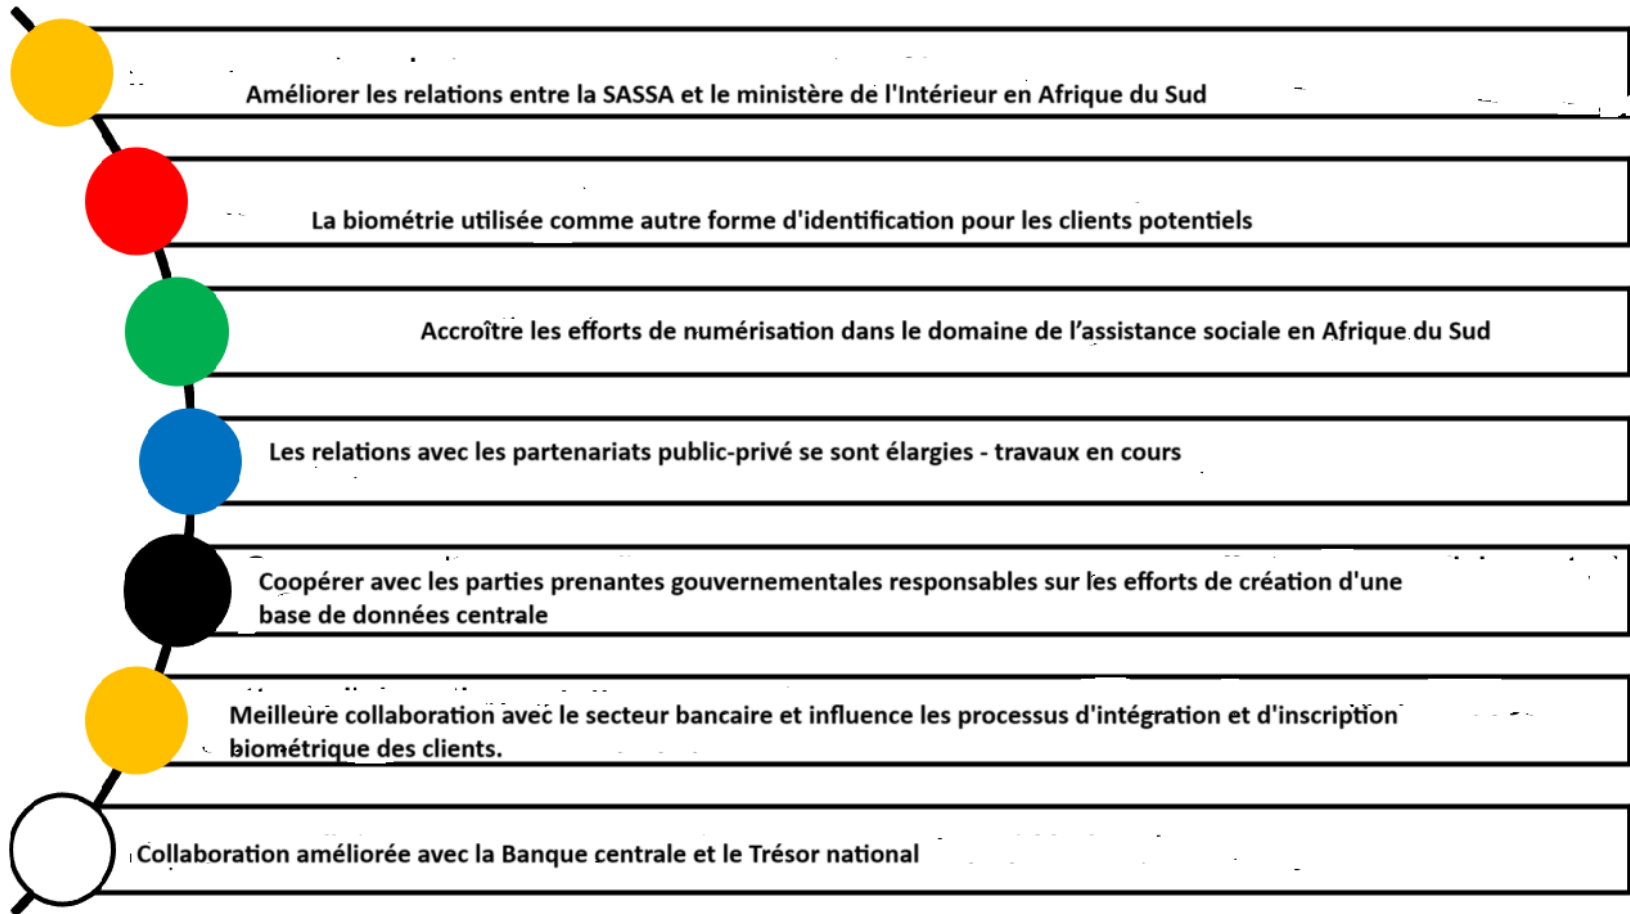 Améliorer les relations entre la SASSA et le ministère de l'Intérieur en Afrique du Sud
La biométrie utilisée comme autre forme d'identification pour les clients potentiels
Accroître les efforts de numérisation dans le domaine de l’assistance sociale en Afrique du Sud
Les relations avec les partenariats public-privé se sont élargies - travaux en cours
Coopérer avec les parties prenantes gouvernementales responsables sur les efforts de création d'une
base de données centrale
Meilleure collaboration avec le secteur bancaire et influence les processus d'intégration et d'inscription
biométrique des clients.
Collaboration améliorée avec la Banque centrale et le Trésor national